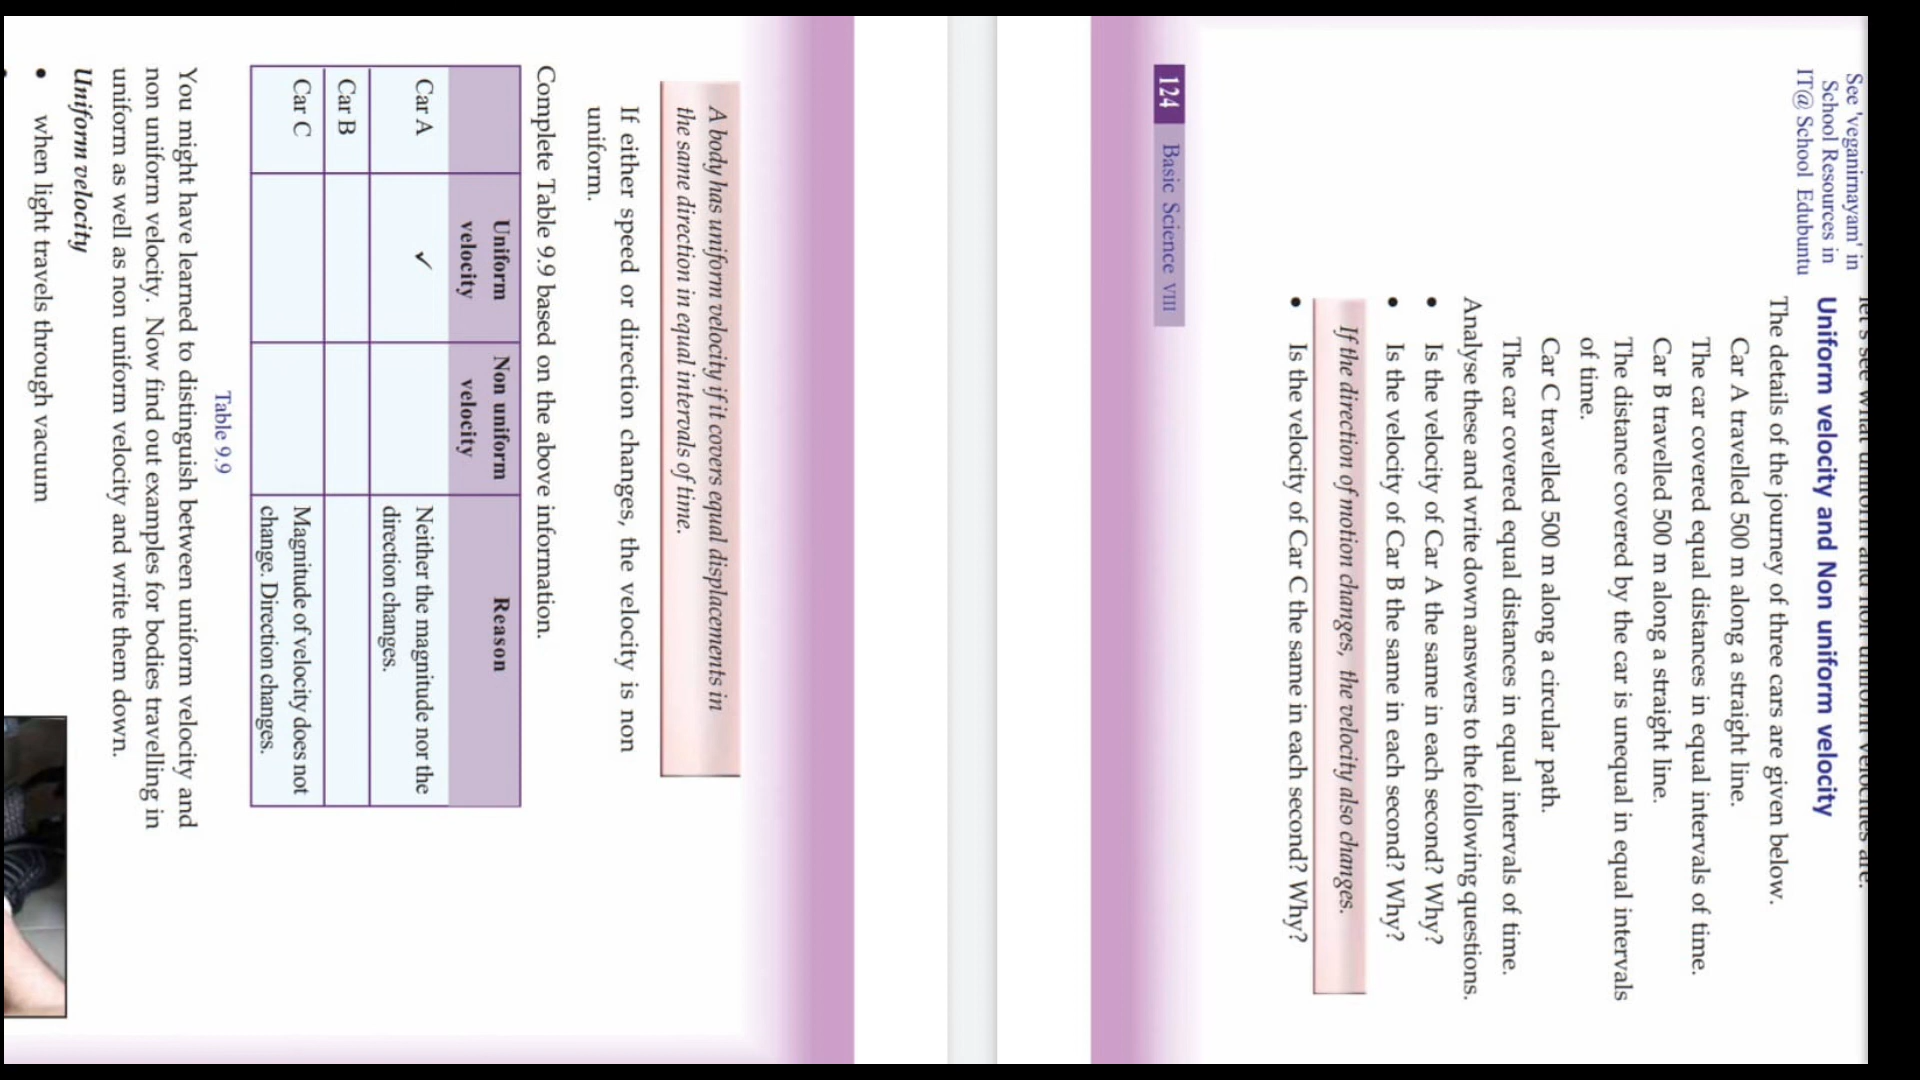 let's see what uniform and non uniform velocities are.
See 'veganirnayam' in
School Resources in
IT@ School Edubuntu
Uniform velocity and Non uniform velocity
The details of the journey of three cars are given below.
Car A travelled 500 m along a straight line.
The car covered equal distances in equal intervals of time.
Car B travelled 500 m along a straight line.
The distance covered by the car is unequal in equal intervals
of time.
Car C travelled 500 m along a circular path.
The car covered equal distances in equal intervals of time.
Analyse these and write down answers to the following questions.
• Is the velocity of Car A the same in each second? Why?
• Is the velocity of Car B the same in each second? Why?
If the direction of motion changes, the velocity also changes.
• Is the velocity of Car C the same in each second? Why?
124 Basic Science VIII
A body has uniform velocity if it covers equal displacements in
the same direction in equal intervals of time.
If either speed or direction changes, the velocity is non
uniform.
Complete Table 9.9 based on the above information.
Uniform Non uniform Reason
velocity velocity
Car A ✓ Neither the magnitude nor the
direction changes.
Car B
Car C Magnitude of velocity does not
change. Direction changes.
Table 9.9
You might have learned to distinguish between uniform velocity and
non uniform velocity. Now find out examples for bodies travelling in
uniform as well as non uniform velocity and write them down.
Uniform velocity
• when light travels through vacuum